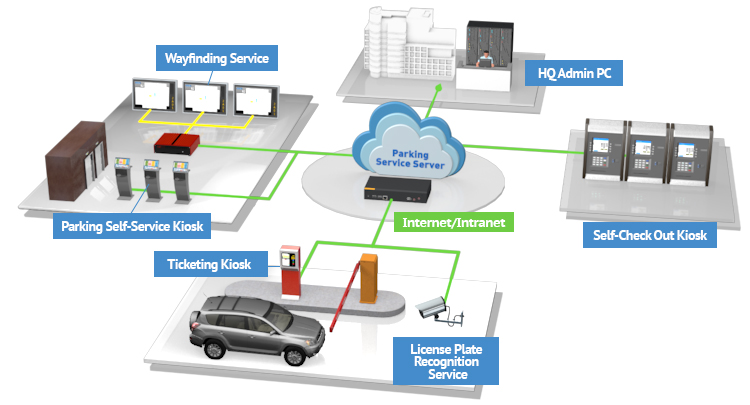 Wayfinding Service
HQ Admin PC
Parking
Service Server
Internet/Intranet
Parking Self-Service Kiosk
Self-Check Out Kiosk
Ticketing Kiosk
License Plate
Recognition
Service